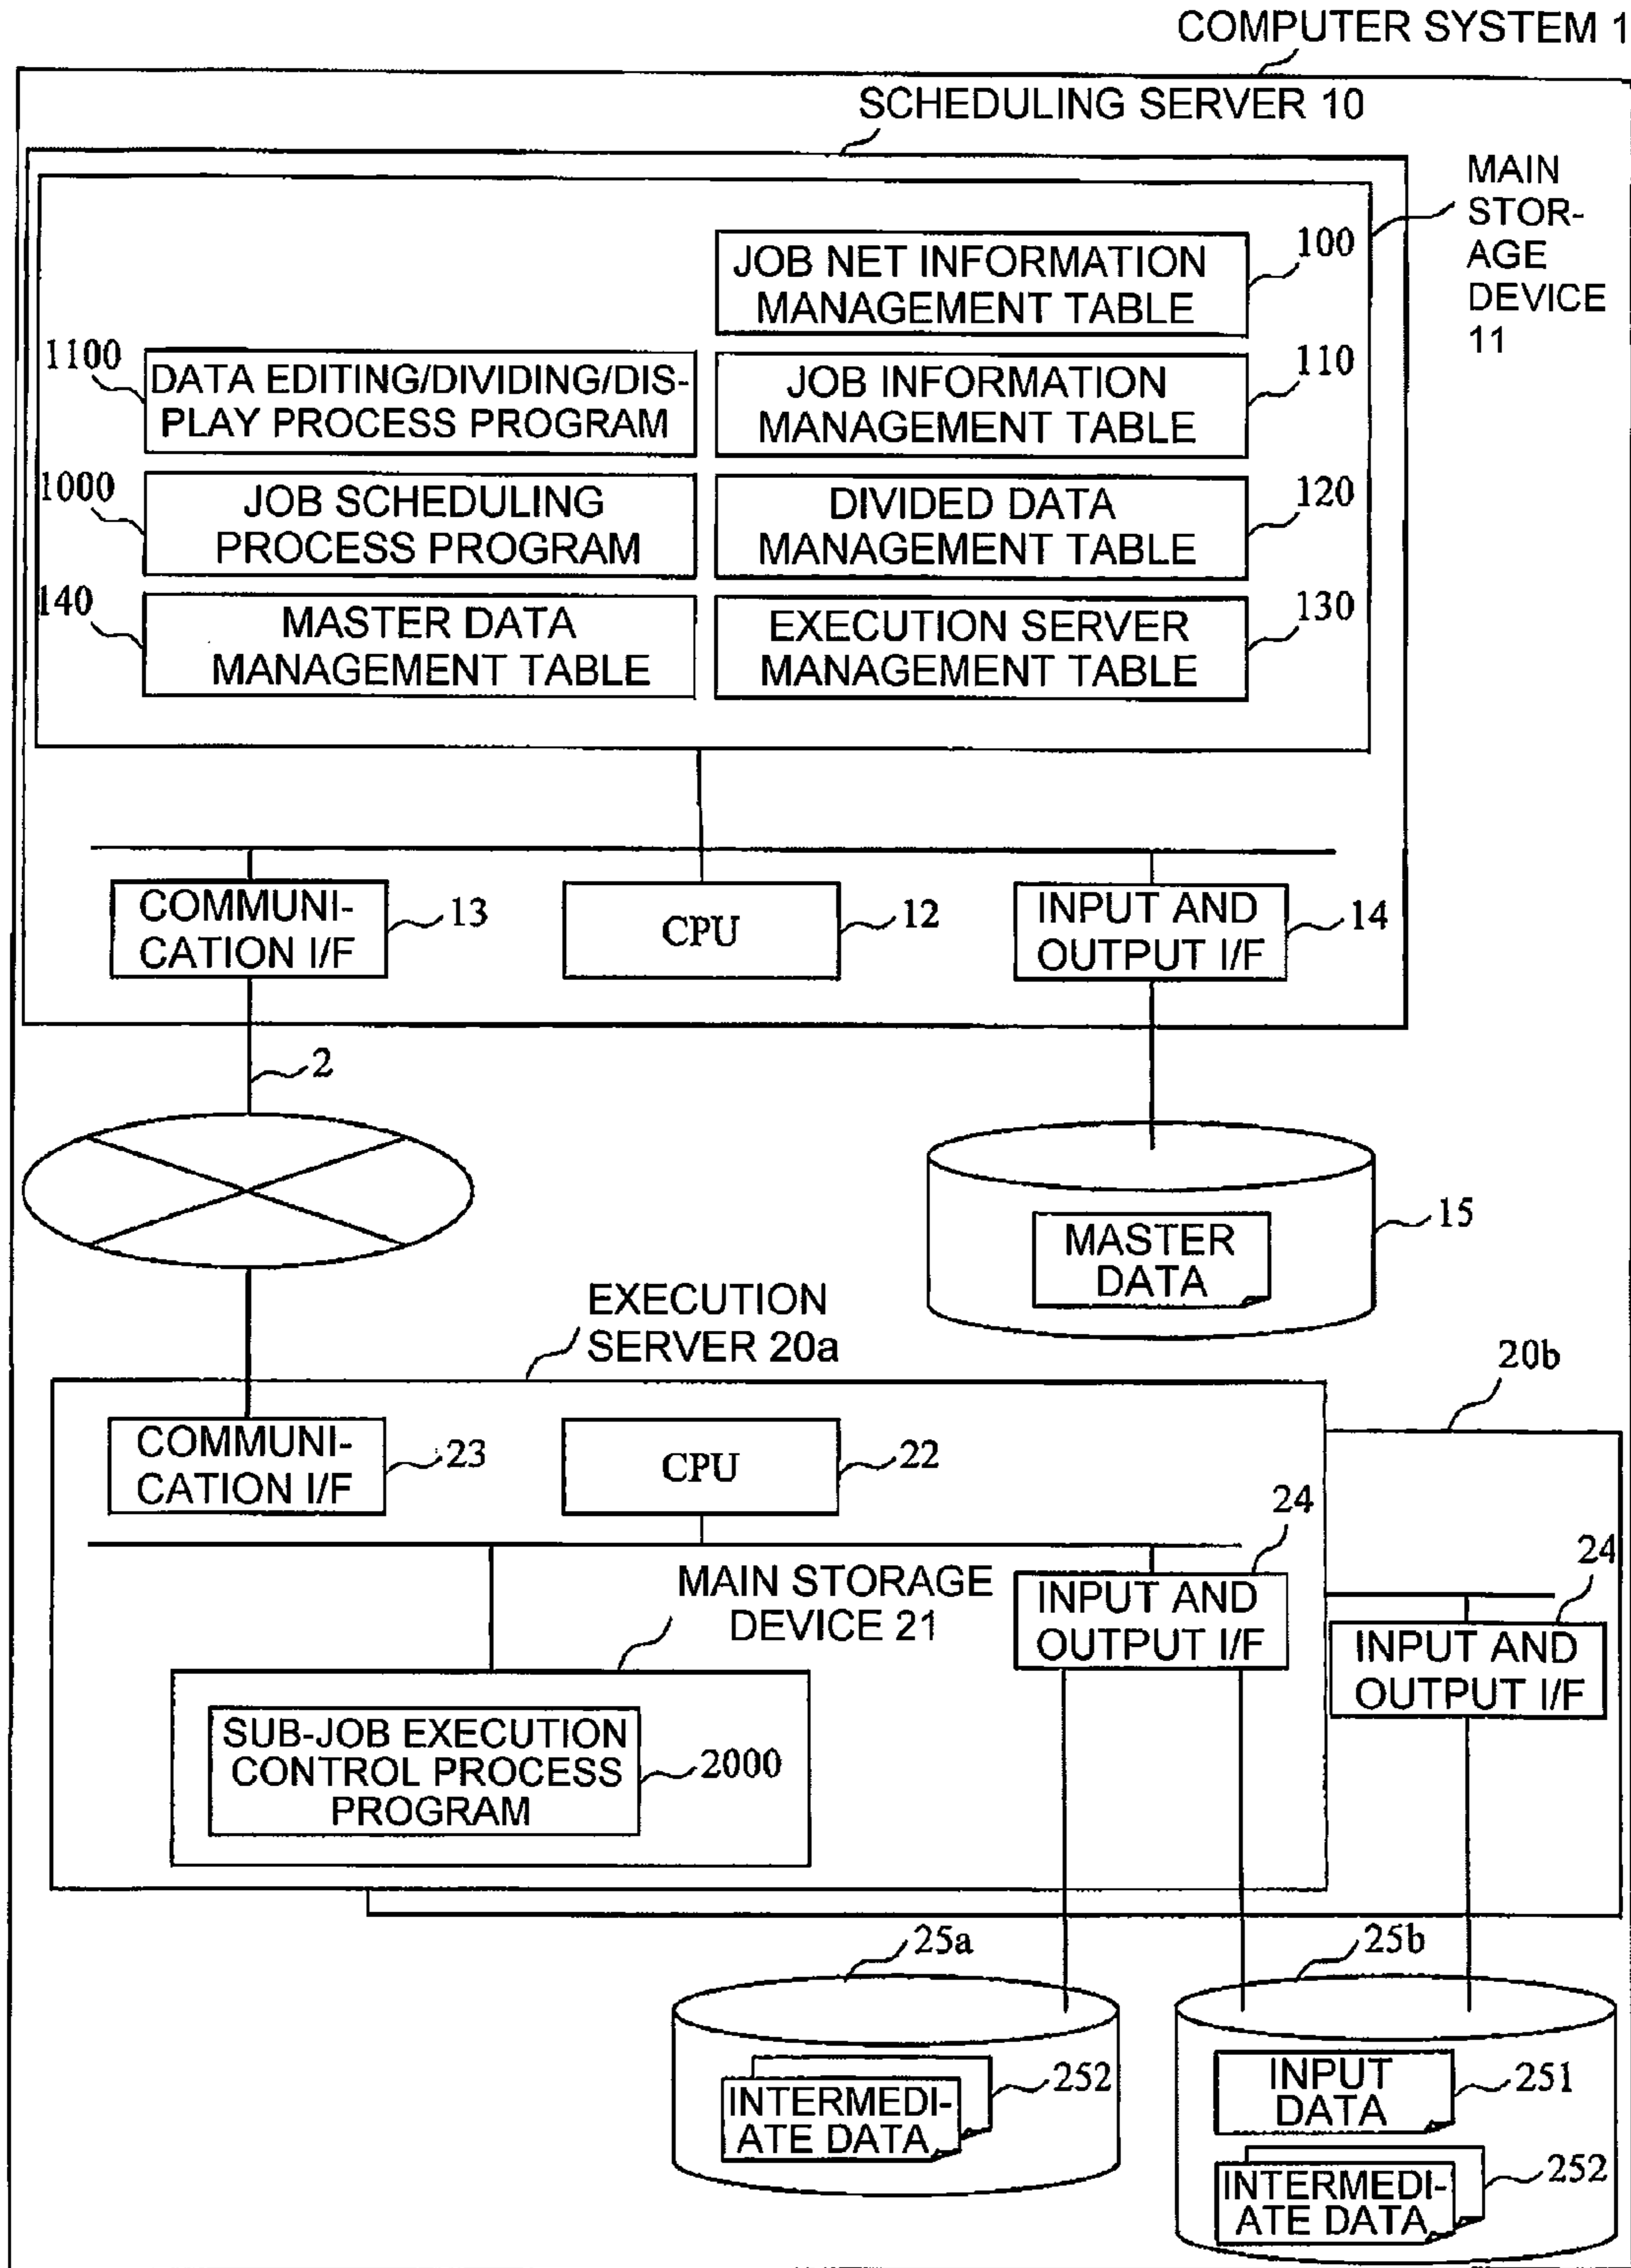 COMPUTER SYSTEM 1
SCHEDULING SERVER 10
MAIN
STOR-
AGE
DEVICE
11
100
JOB NET INFORMATION
MANAGEMENT TABLE
1100
DATA EDITING/DIVIDING/DIS-
PLAY PROCESS PROGRAM
110
JOB INFORMATION
MANAGEMENT TABLE
1000
JOB SCHEDULING
PROCESS PROGRAM
120
DIVIDED DATA
MANAGEMENT TABLE
140
MASTER DATA
MANAGEMENT TABLE
130
EXECUTION SERVER
MANAGEMENT TABLE
COMMUNI-
CATION I/F
13
CPU
12
INPUT AND
OUTPUT I/F
14
2
15
MASTER
DATA
EXECUTION
SERVER 20a
20b
COMMUNI-
CATION I/F
23
CPU
22
24
INPUT AND
OUTPUT I/F
24
INPUT AND
OUTPUT I/F
MAIN STORAGE
DEVICE 21
SUB-JOB EXECUTION
CONTROL PROCESS
PROGRAM
2000
25a
25b
INTERMEDI-
ATE DATA
252
INPUT
DATA
251
INTERMEDI-
ATE DATA
252